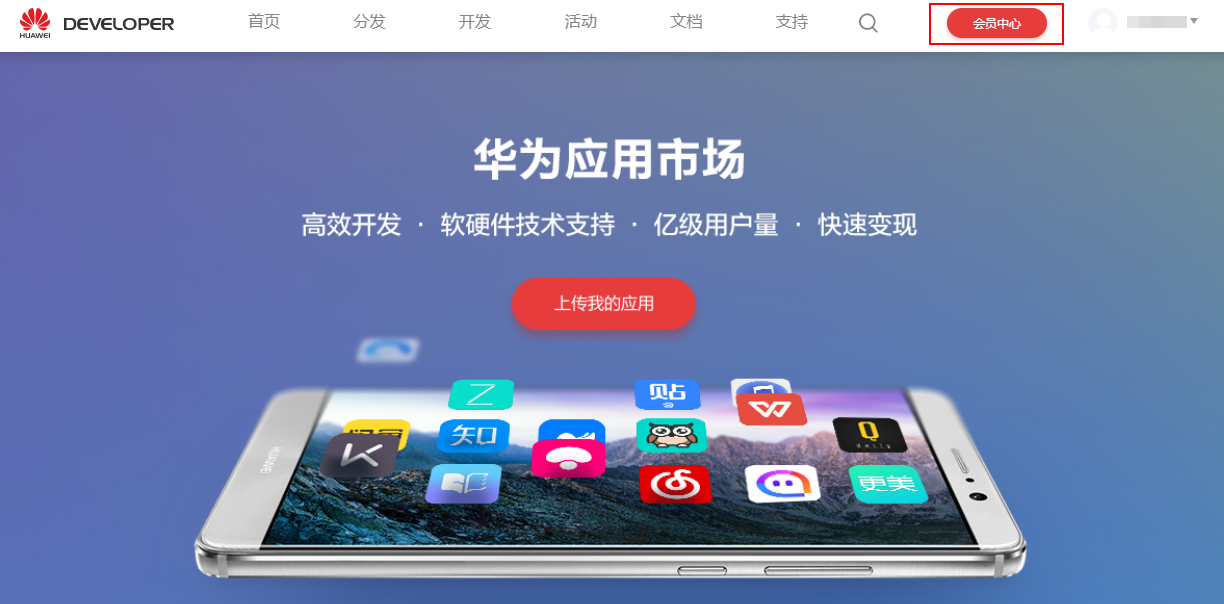 HUAWEI
DEVELOPER
首页
分发
开发
活动
文档
支持
会员中心
华为应用市场
高效开发 · 软硬件技术支持 · 亿级用户量 · 快速变现
上传我的应用
贴
知口
Q
daily
更美
HUAWEI